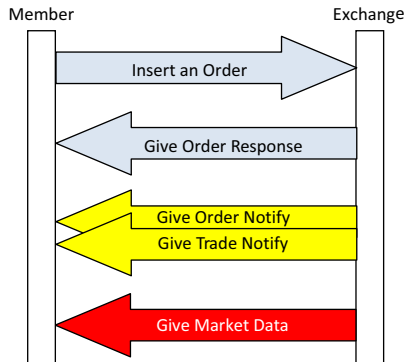 Member Exchange
Insert an Order
Give Order Response
Give Order Notify
Give Trade Notify
Give Market Data